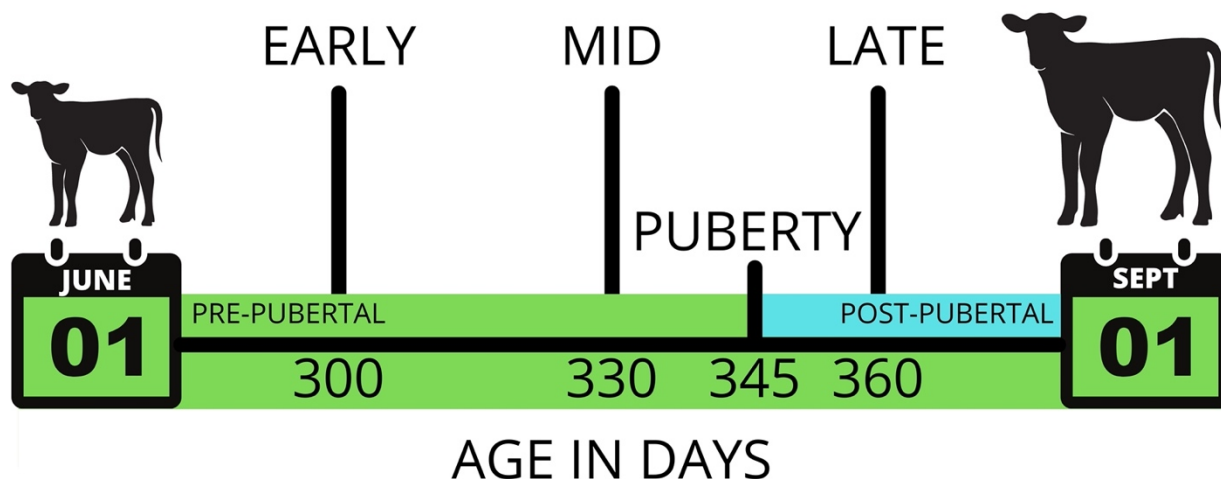 EARLY MID LATE
PUBERTY
JUNE
01
PRE-PUBERTAL POST-PUBERTAL
SEPT
01
300 330 345 360
AGE IN DAYS